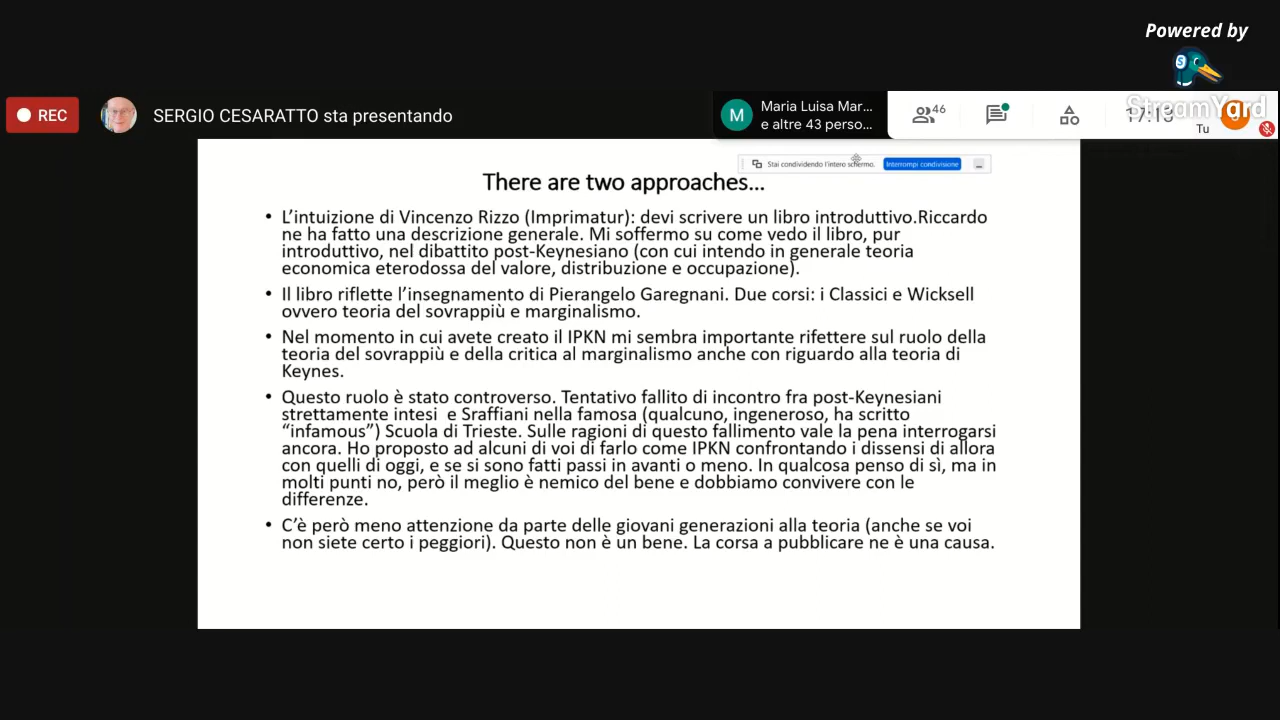 Powered by
StreamYard
REC
SERGIO CESARATTO sta presentando
M
Maria Luisa Mar...
e altre 43 perso...
46
Tu
Stai condividendo l'intero schermo.
Interrompi condivisione
There are two approaches...
• L'intuizione di Vincenzo Rizzo (Imprimatur): devi scrivere un libro introduttivo.Riccardo
ne ha fatto una descrizione generale. Mi soffermo su come vedo il libro, pur
introduttivo, nel dibattito post-Keynesiano (con cui intendo in generale teoria
economica eterodossa del valore, distribuzione e occupazione).
• Il libro riflette l'insegnamento di Pierangelo Garegnani. Due corsi: i Classici e Wicksell
ovvero teoria del sovrappiù e marginalismo.
• Nel momento in cui avete creato il IPKN mi sembra importante rifettere sul ruolo della
teoria del sovrappiù e della critica al marginalismo anche con riguardo alla teoria di
Keynes.
• Questo ruolo è stato controverso. Tentativo fallito di incontro fra post-Keynesiani
strettamente intesi e Sraffiani nella famosa (qualcuno, ingeneroso, ha scritto
“infamous”) Scuola di Trieste. Sulle ragioni di questo fallimento vale la pena interrogarsi
ancora. Ho proposto ad alcuni di voi di farlo come IPKN confrontando i dissensi di allora
con quelli di oggi, e se si sono fatti passi in avanti o meno. In qualcosa penso di sì, ma in
molti punti no, però il meglio è nemico del bene e dobbiamo convivere con le
differenze.
• C'è però meno attenzione da parte delle giovani generazioni alla teoria (anche se voi
non siete certo i peggiori). Questo non è un bene. La corsa a pubblicare ne è una causa.